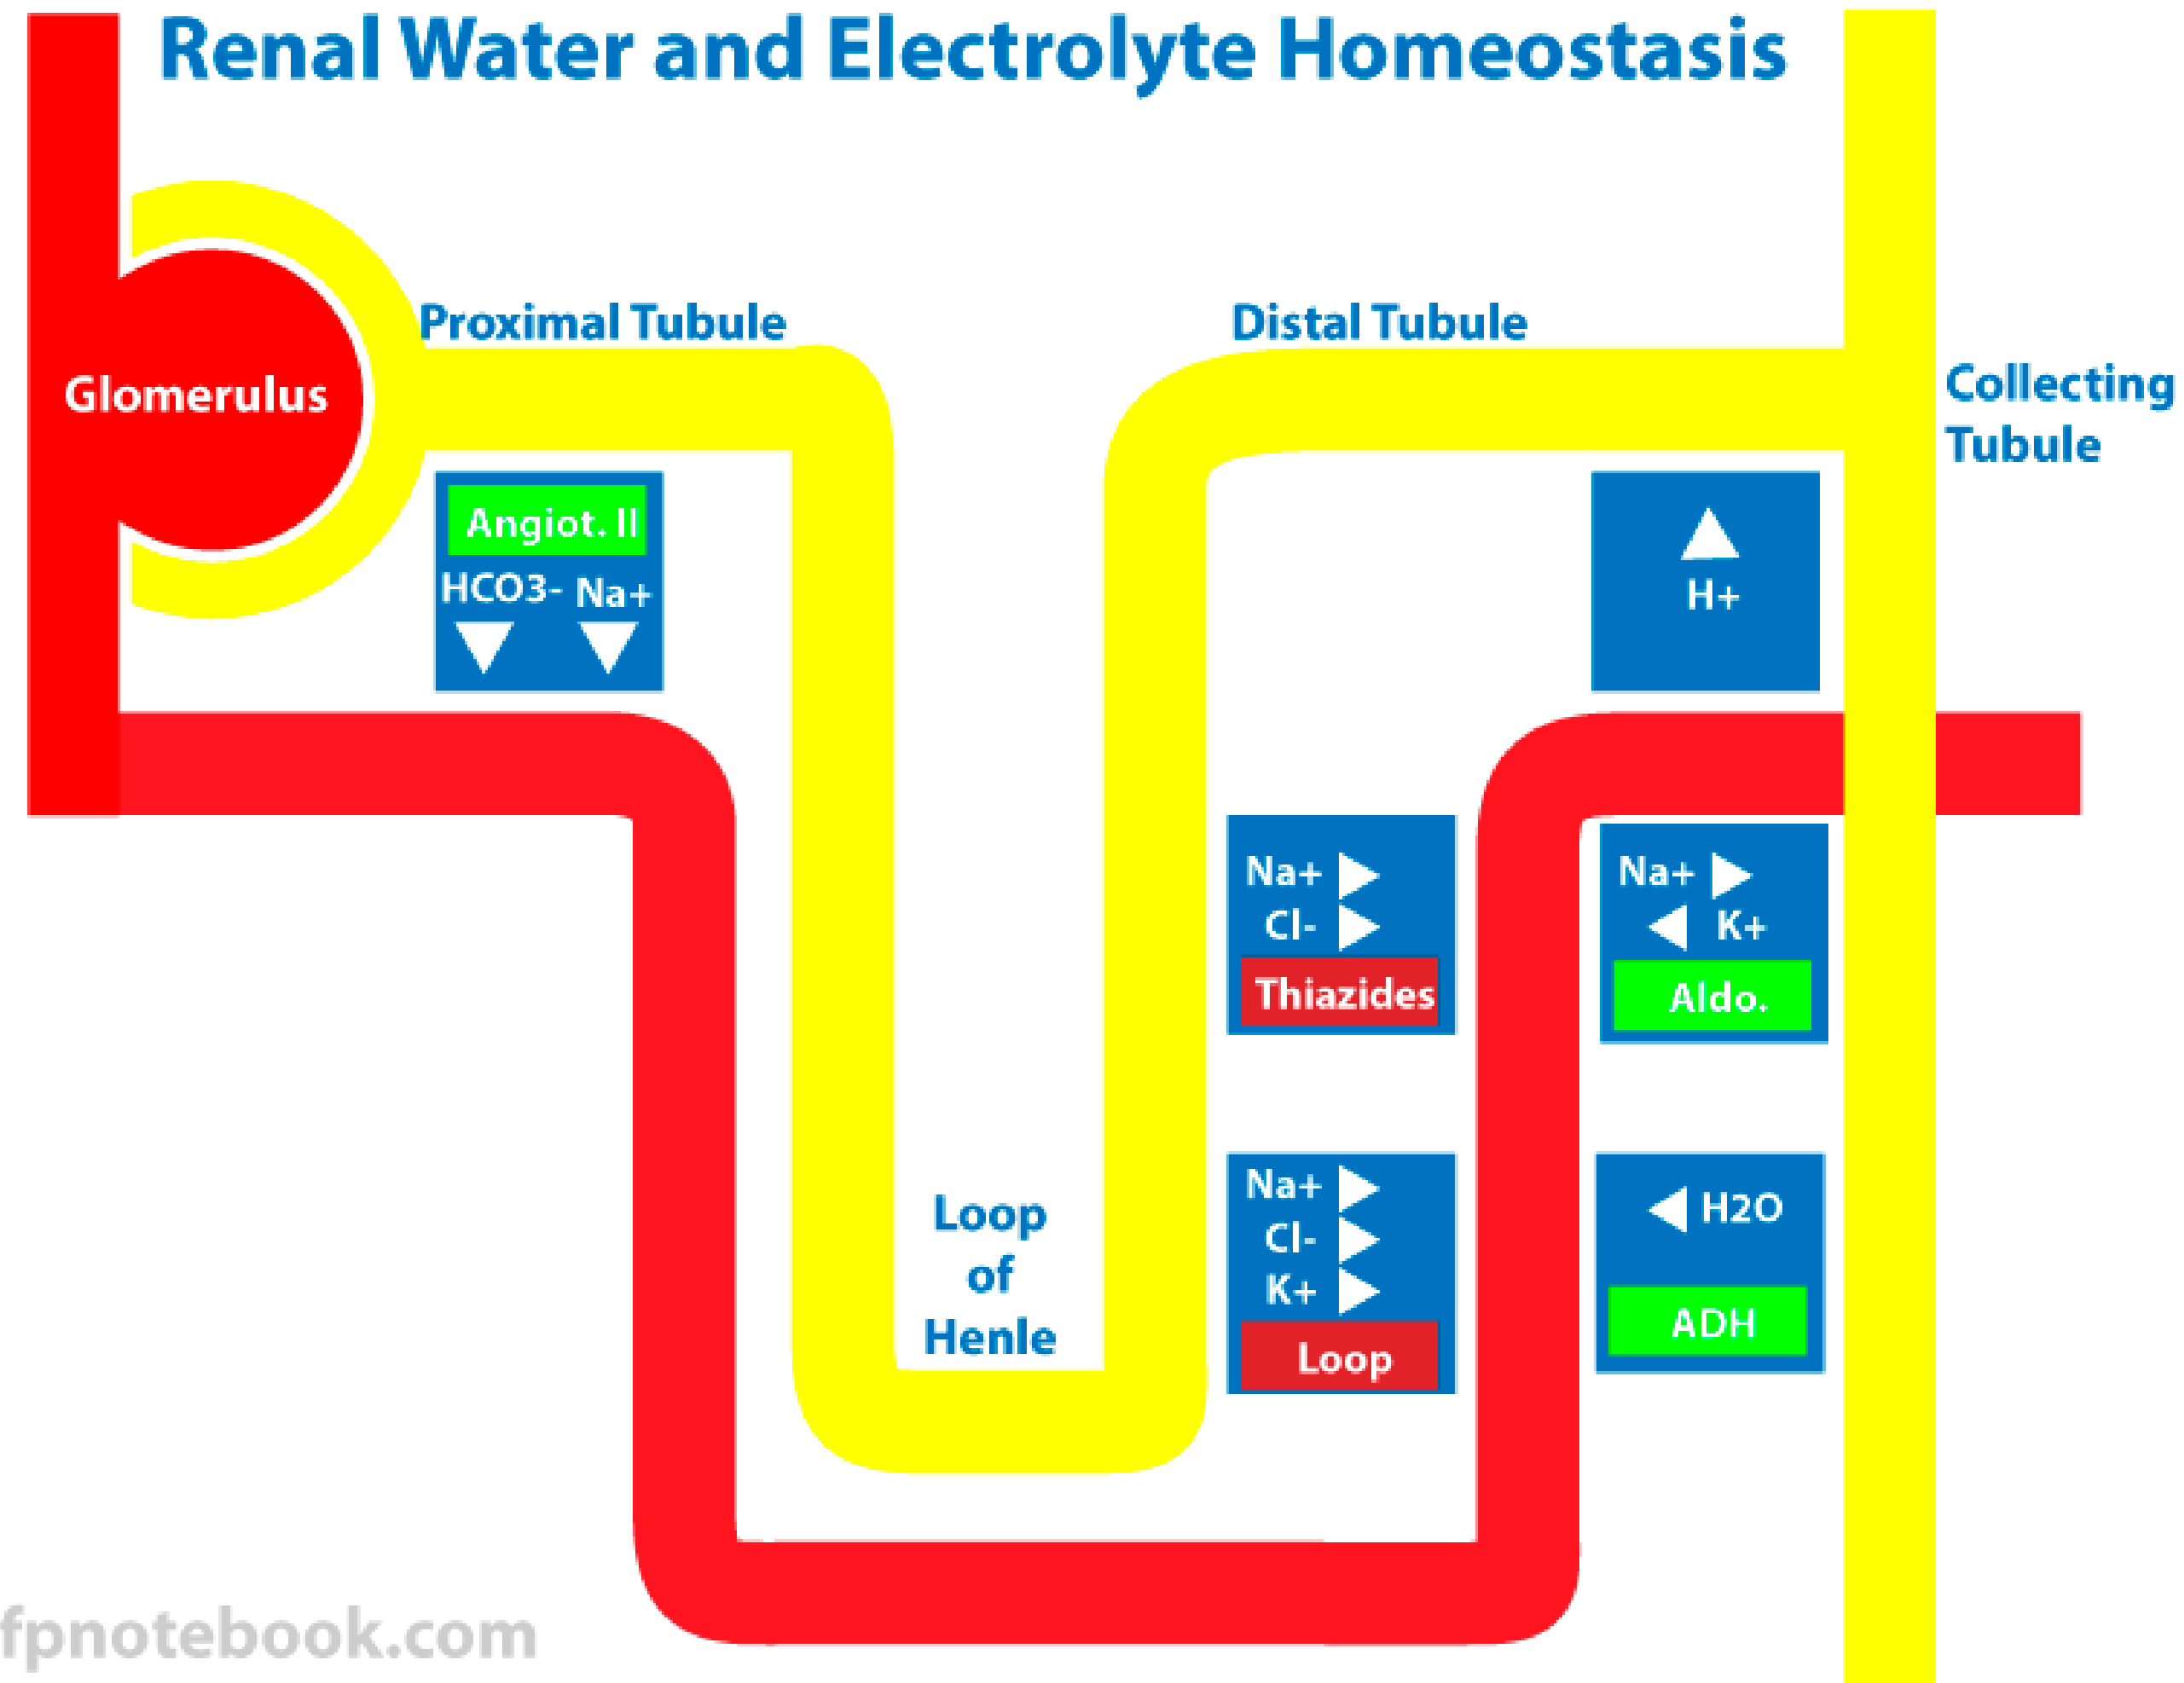 Renal Water and Electrolyte Homeostasis
Proximal Tubule
Distal Tubule
Glomerulus
Collecting
Tubule
Angiot. II
HCO3- Na+
H+
Na+
Cl-
Thiazides
Na+
K+
Aldo.
Loop
of
Henle
Na+
Cl-
K+
Loop
H2O
ADH
fpnotebook.com